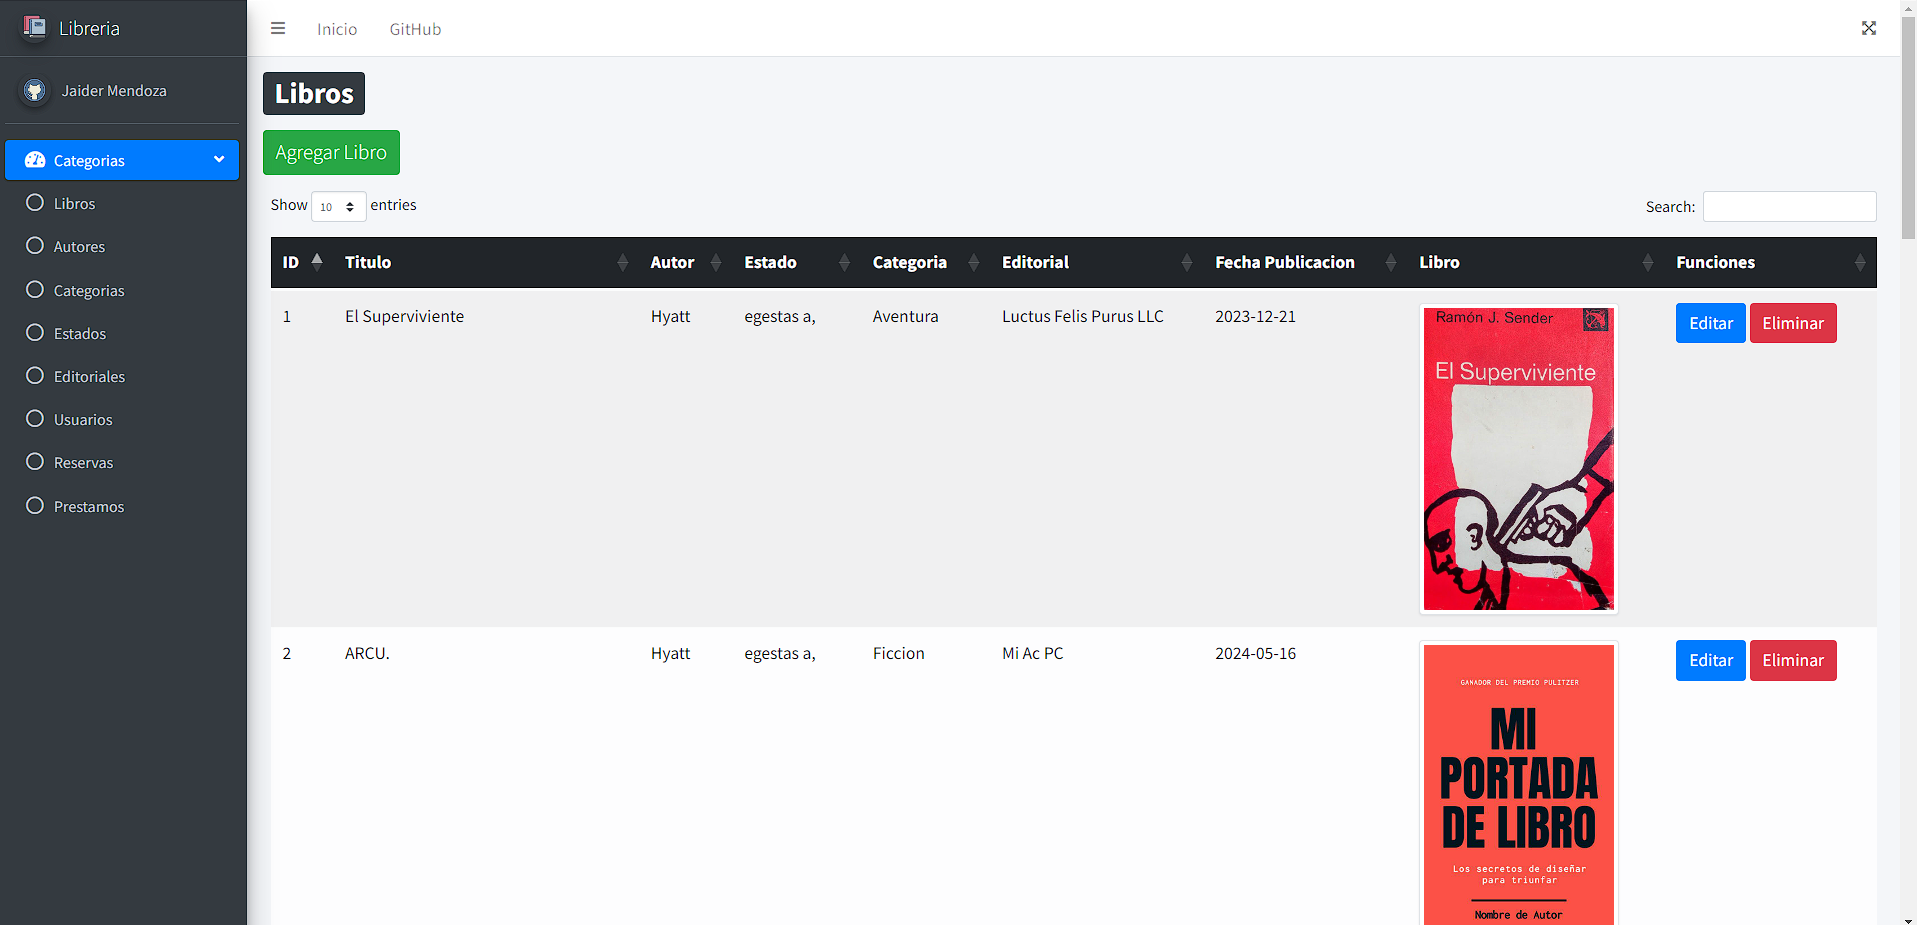 Libreria
Inicio
GitHub
Jaider Mendoza
Categorias
Libros
Autores
Categorias
Estados
Editoriales
Usuarios
Reservas
Prestamos
Libros
Agregar Libro
Show 10 entries
Search:
ID Titulo Autor Estado Categoria Editorial Fecha Publicacion Libro Funciones
1 El Superviviente Hyatt egestas a, Aventura Luctus Felis Purus LLC 2023-12-21
Ramón J. Sender
El Superviviente
Editar Eliminar
2 ARCU. Hyatt egestas a, Ficcion Mi Ac PC 2024-05-16
GANADOR DEL PREMIO PULITZER
MI
PORTADA
DE LIBRO
Los secretos de diseñar
para triunfar
Nombre de Autor
Editar Eliminar